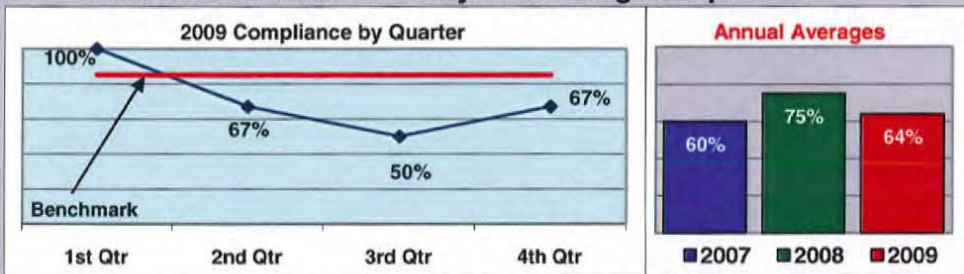 2009 Compliance by Quarter
100%
67%
50%
67%
Benchmark
1st Qtr 2nd Qtr 3rd Qtr 4th Qtr
Annual Averages
60%
75%
64%
2007 2008 2009